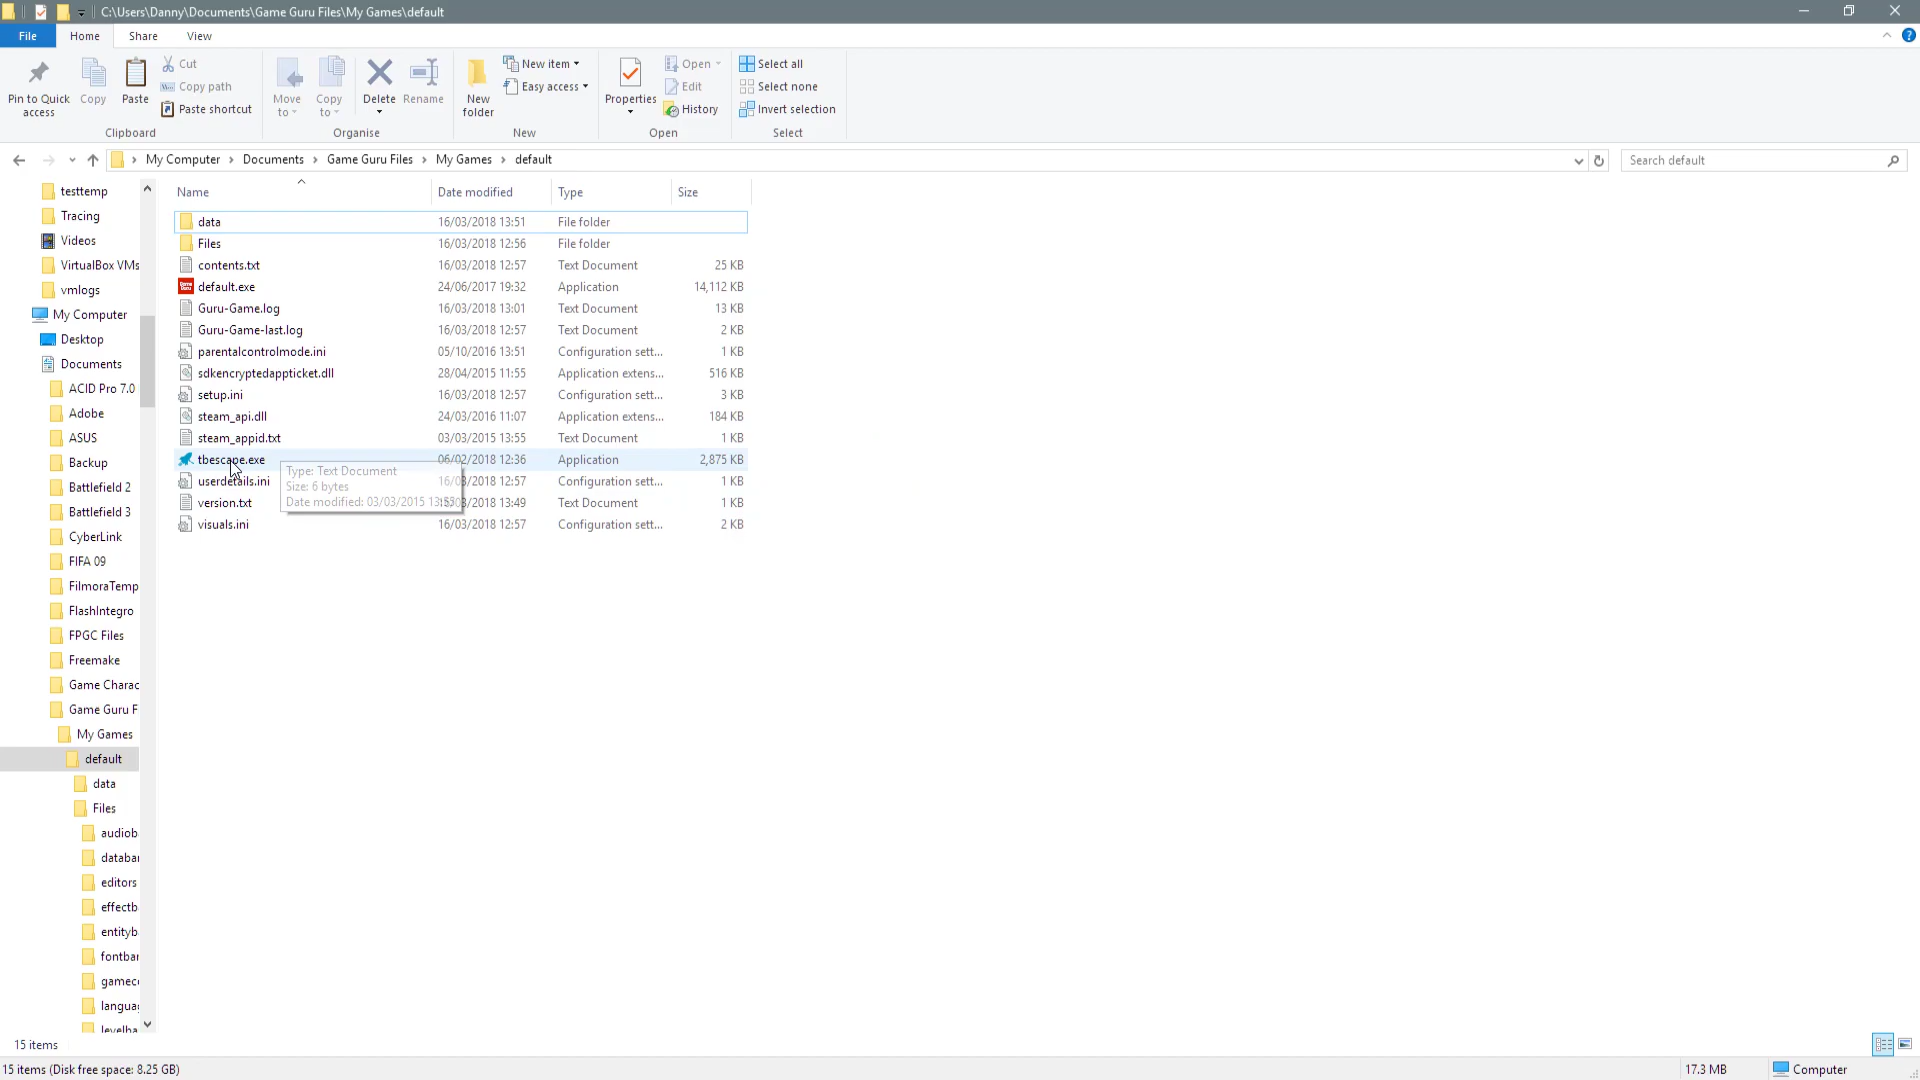 C:\Users\Danny\Documents\Game Guru Files\My Games\default
File Home Share View
Pin to Quick access
Copy
Paste
Cut
Copy path
Paste shortcut
Clipboard
Move to
Copy to
Delete
Rename
Organise
New folder
New item
Easy access
New
Properties
Open
Edit
History
Open
Select all
Select none
Invert selection
Select
My Computer > Documents > Game Guru Files > My Games > default
Search default
testtemp
Tracing
Videos
VirtualBox VMs
vmlogs
My Computer
Desktop
Documents
ACID Pro 7.0
Adobe
ASUS
Backup
Battlefield 2
Battlefield 3
CyberLink
FIFA 09
FilmoraTemp
FlashIntegro
FPGC Files
Freemake
Game Charac
Game Guru F
My Games
default
data
Files
audiob
databar
editors
effectb
entityb
fontbar
gamec
languag
levelba
Name Date modified Type Size
data 16/03/2018 13:51 File folder
Files 16/03/2018 12:56 File folder
contents.txt 16/03/2018 12:57 Text Document 25 KB
default.exe 24/06/2017 19:32 Application 14,112 KB
Guru-Game.log 16/03/2018 13:01 Text Document 13 KB
Guru-Game-last.log 16/03/2018 12:57 Text Document 2 KB
parentalcontrolmode.ini 05/10/2016 13:51 Configuration sett... 1 KB
sdkencryptedappticket.dll 28/04/2015 11:55 Application extens... 516 KB
setup.ini 16/03/2018 12:57 Configuration sett... 3 KB
steam_api.dll 24/03/2016 11:07 Application extens... 184 KB
steam_appid.txt 03/03/2015 13:55 Text Document 1 KB
tbescape.exe 06/02/2018 12:36 Application 2,875 KB
userdetails.ini 16/03/2018 12:57 Configuration sett... 1 KB
version.txt 13:49 Text Document 1 KB
visuals.ini 16/03/2018 12:57 Configuration sett... 2 KB
Type: Text Document
Size: 6 bytes
Date modified: 03/03/2015
15 items
15 items (Disk free space: 8.25 GB) 17.3 MB Computer